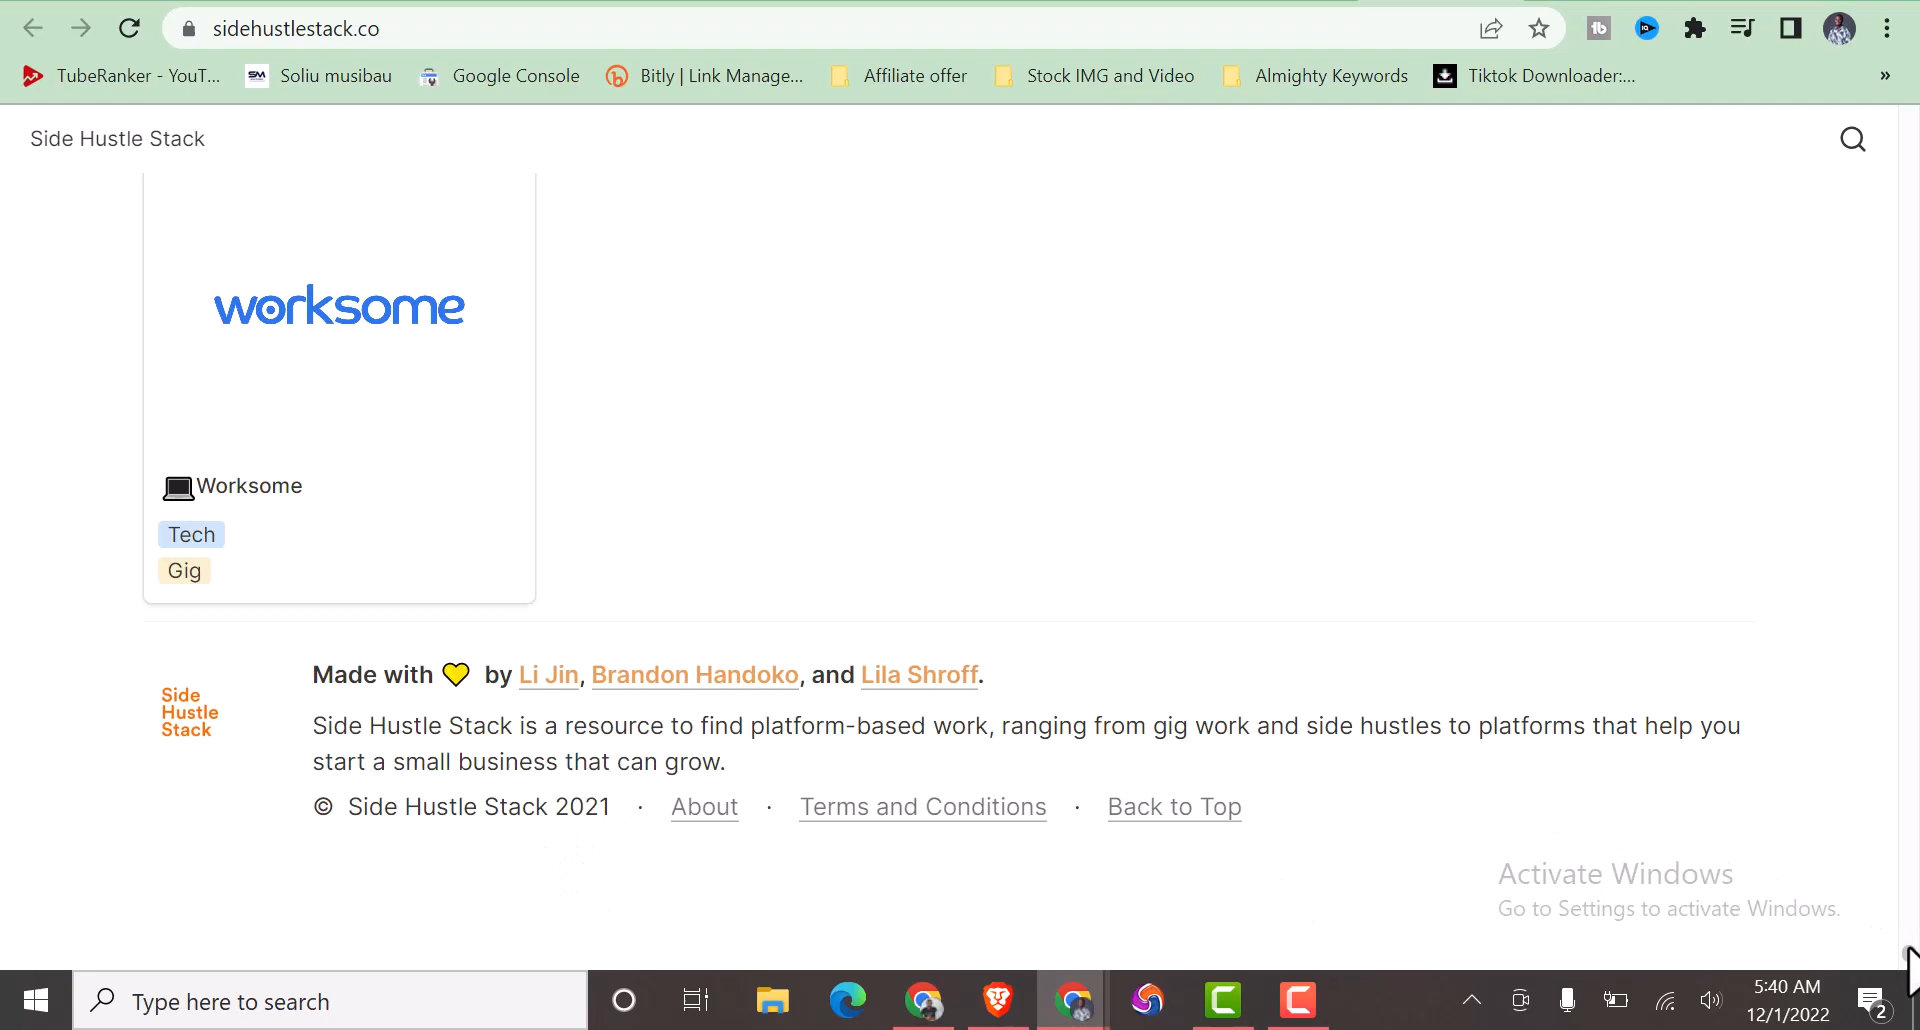 sidehustlestack.co
TubeRanker - YouT...
SM
Soliu musibau
Google Console
Bitly | Link Manage...
Affiliate offer
Stock IMG and Video
Almighty Keywords
Tiktok Downloader:...
»
Side Hustle Stack
worksome
Worksome
Tech
Gig
Made with 💛 by Li Jin, Brandon Handoko, and Lila Shroff.
Side
Hustle
Stack
Side Hustle Stack is a resource to find platform-based work, ranging from gig work and side hustles to platforms that help you
start a small business that can grow.
© Side Hustle Stack 2021 · About · Terms and Conditions · Back to Top
Activate Windows
Go to Settings to activate Windows.
Type here to search
5:40 AM
12/1/2022
2